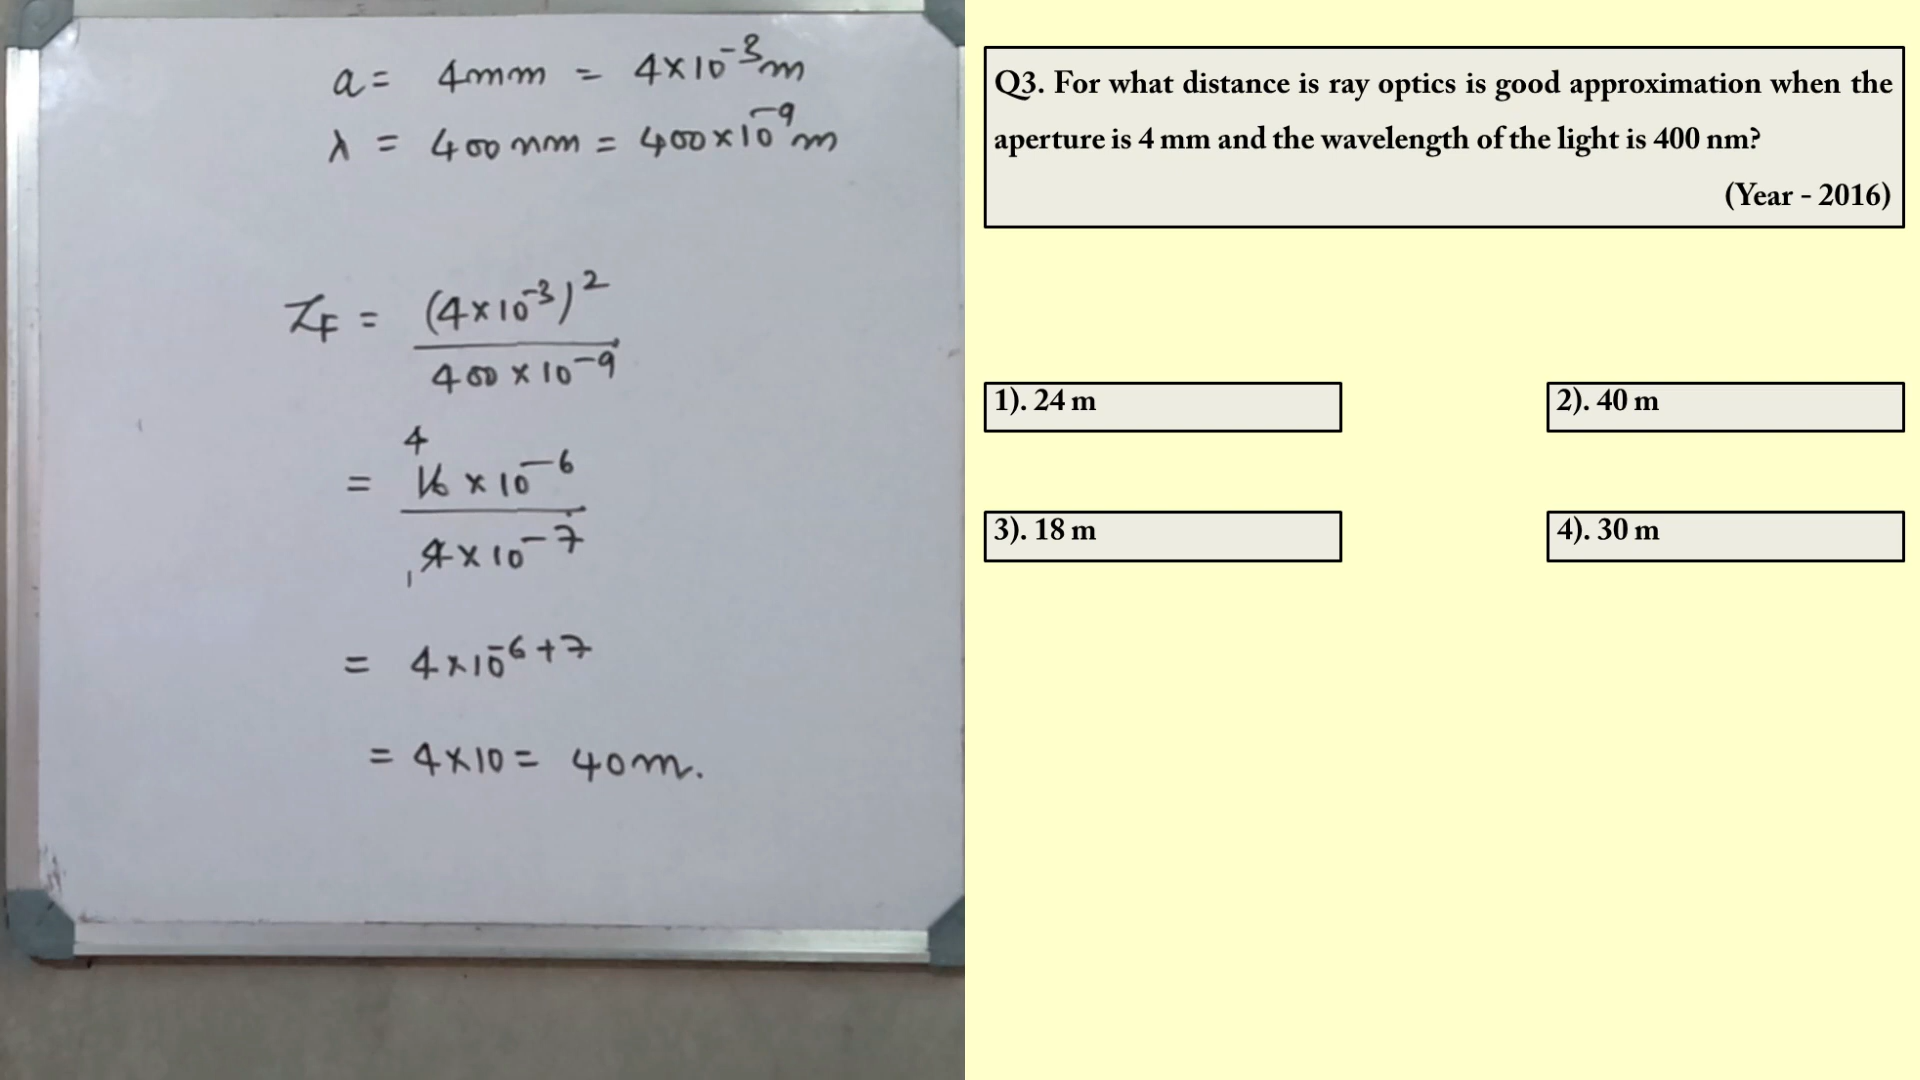 a = 4mm = 4×10⁻³m
λ = 400 nm = 400×10⁻⁹m
Z_F = (4×10⁻³)²
400×10⁻⁹
4
= 16 × 10⁻⁶
1 4×10⁻⁷
= 4×10⁻⁶⁺⁷
= 4×10 = 40m.
Q3. For what distance is ray optics is good approximation when the
aperture is 4 mm and the wavelength of the light is 400 nm?
(Year - 2016)
1). 24 m
2). 40 m
3). 18 m
4). 30 m